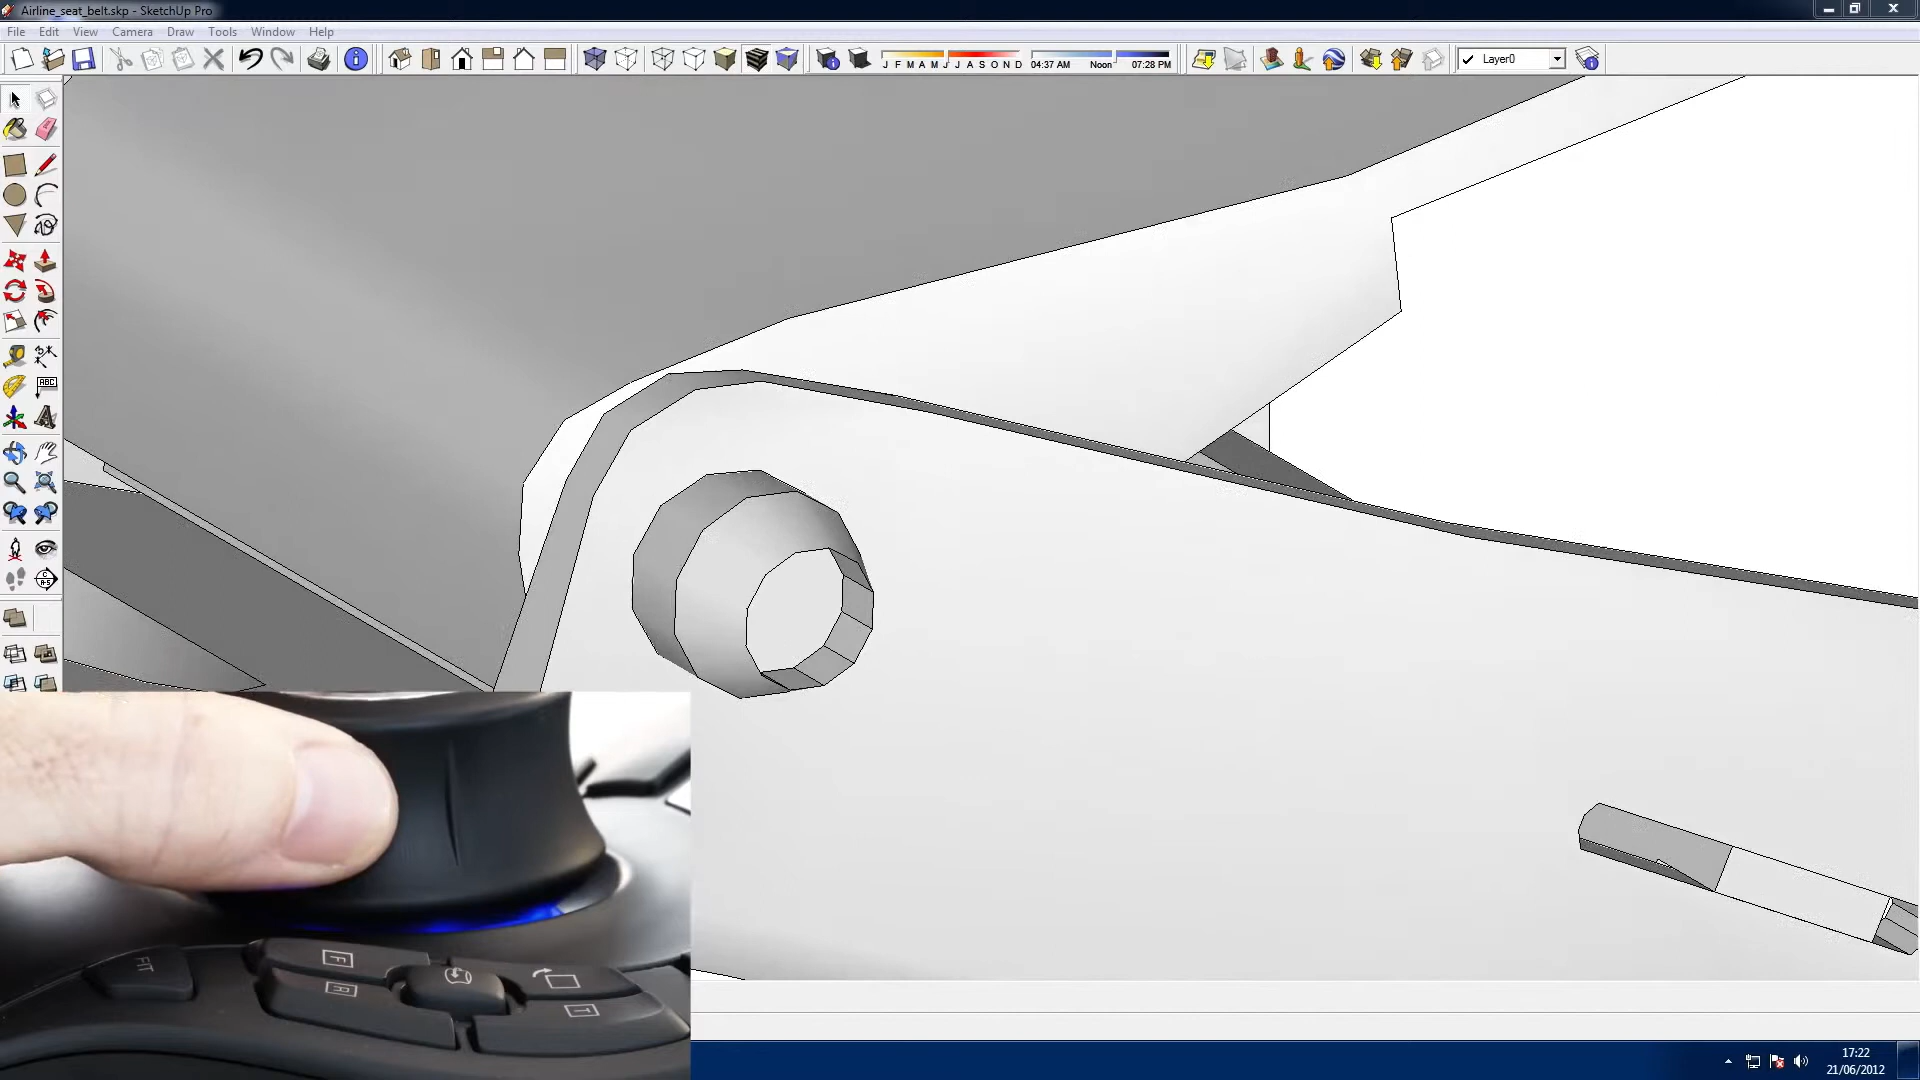 Airline_seat_belt.skp - SketchUp Pro
File Edit View Camera Draw Tools Window Help
J F M A M J J A S O N D
04:37 AM Noon 07:28 PM
Layer0
ABC
FIT
F
R
T
17:22
21/06/2012